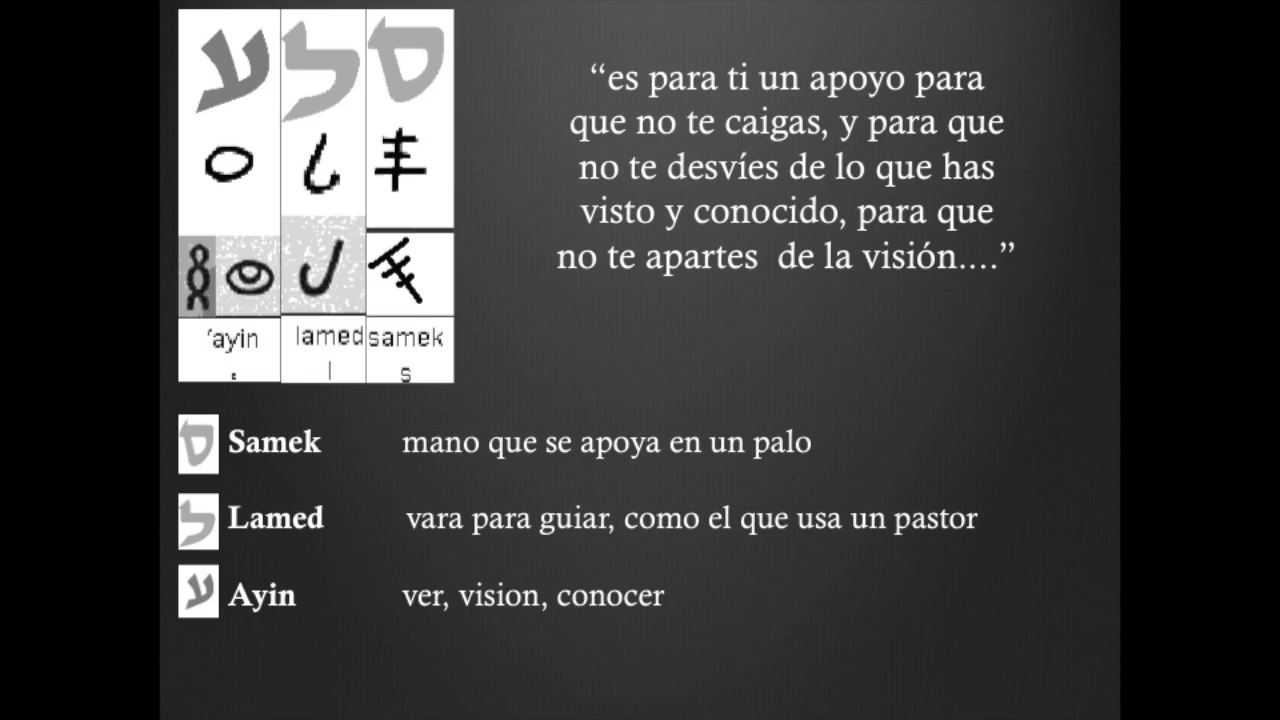 ע ל ס
‘ayin lamed samek
l s
“es para ti un apoyo para
que no te caigas, y para que
no te desvíes de lo que has
visto y conocido, para que
no te apartes de la visión....”
ס Samek mano que se apoya en un palo
ל Lamed vara para guiar, como el que usa un pastor
ע Ayin ver, vision, conocer